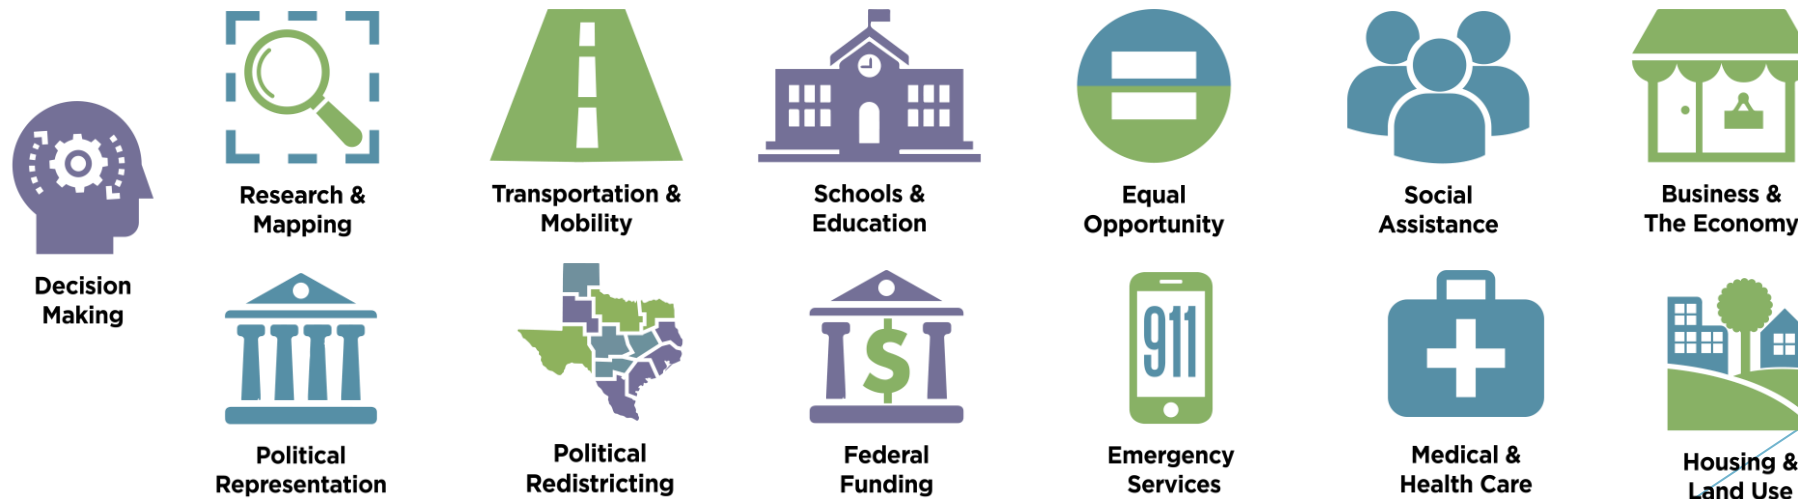 Decision
Making
Research &
Mapping
Transportation &
Mobility
Schools &
Education
Equal
Opportunity
Social
Assistance
Business &
The Economy
Political
Representation
Political
Redistricting
$
Federal
Funding
911
Emergency
Services
Medical &
Health Care
Housing &
Land Use